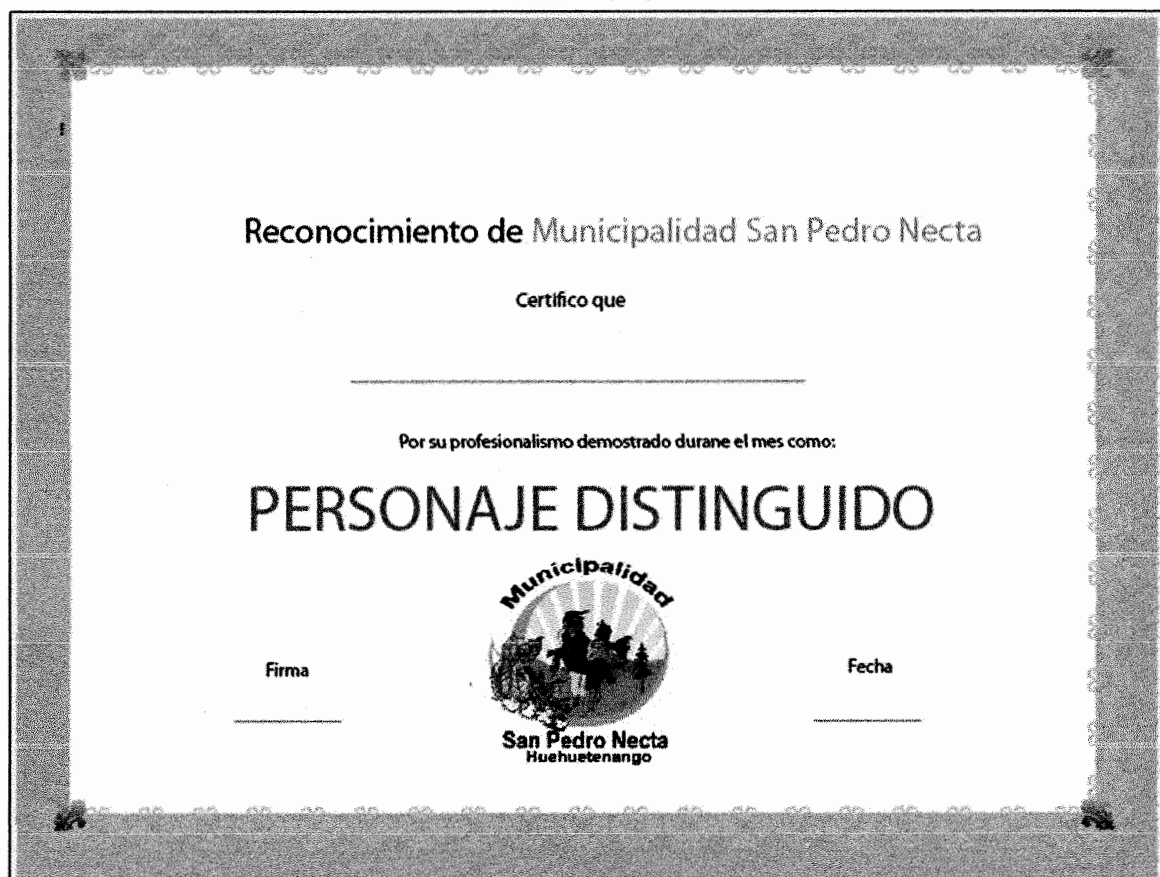 Reconocimiento de Municipalidad San Pedro Necta
Certifico que
Por su profesionalismo demostrado durane el mes como:
PERSONAJE DISTINGUIDO
Municipalidad
San Pedro Necta
Huehuetenango
Firma
Fecha